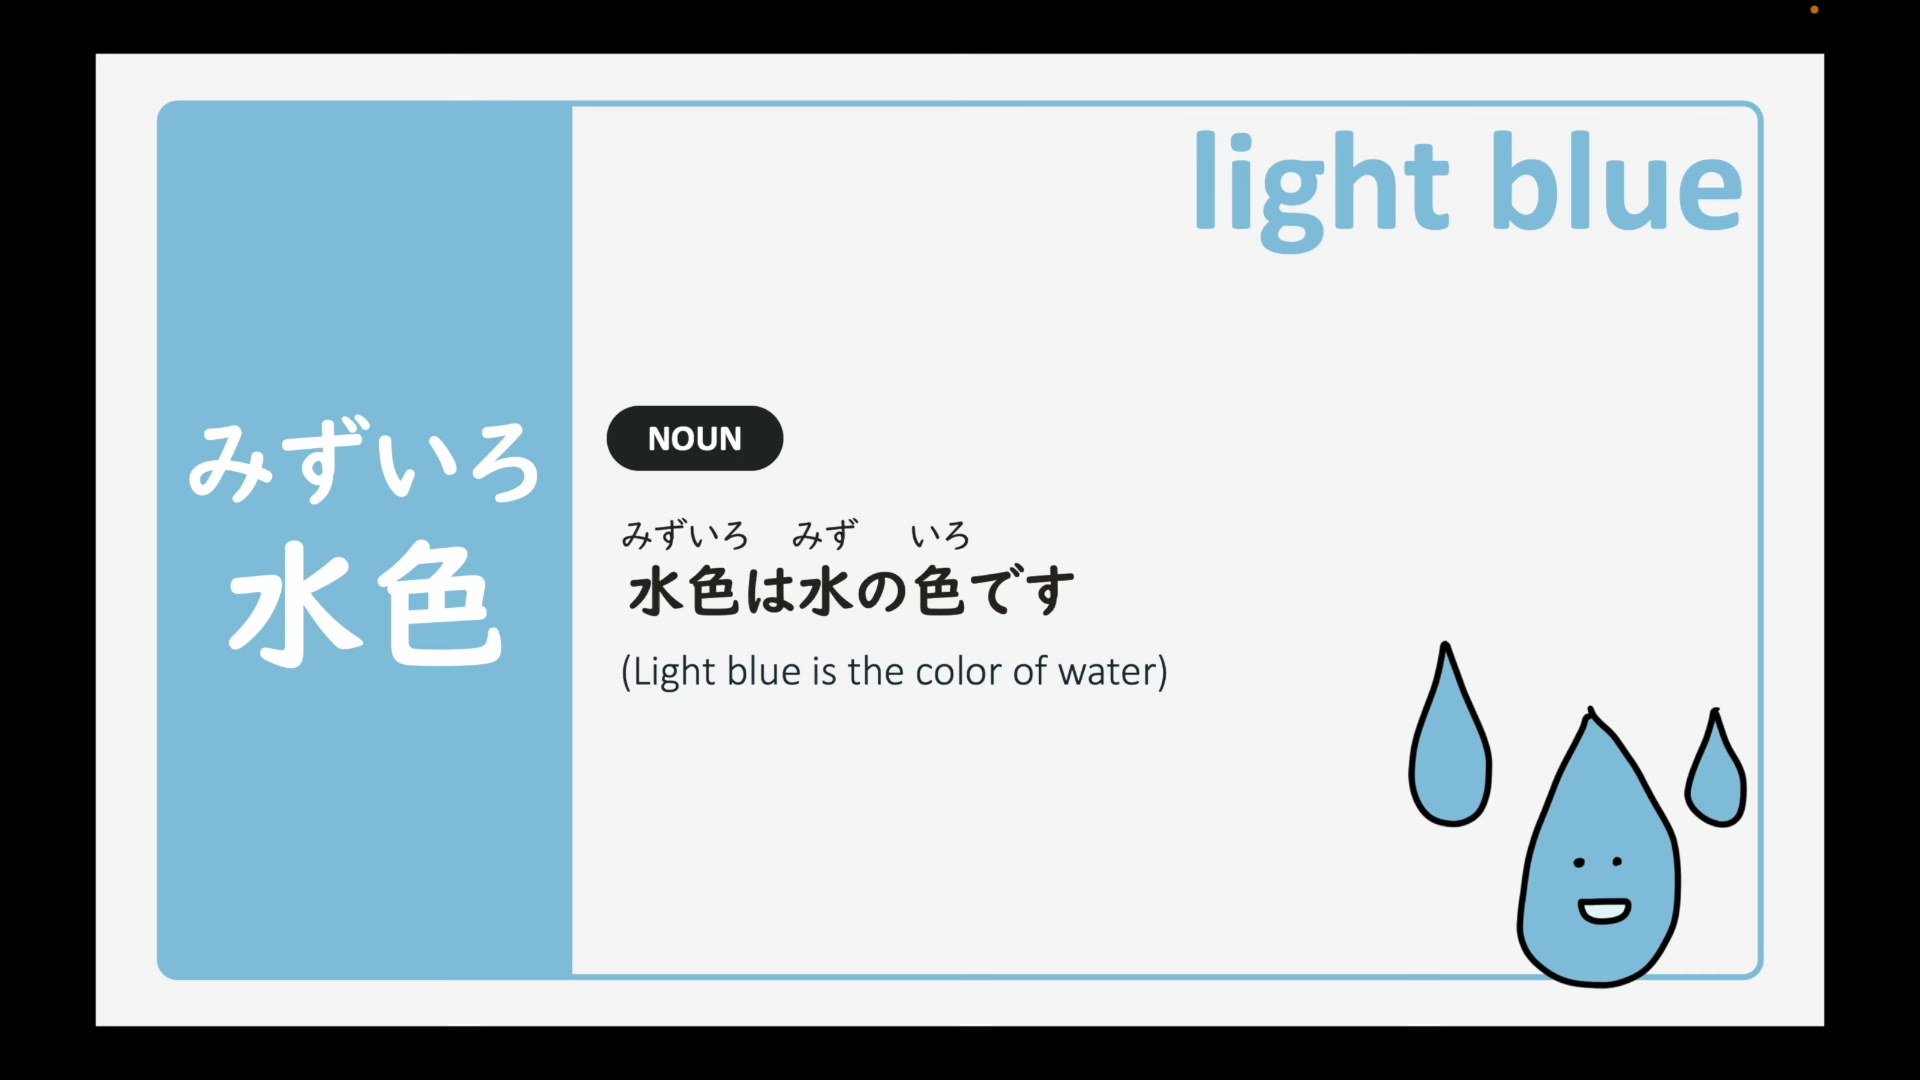 light blue
みずいろ
水色
NOUN
みずいろ みず いろ
水色は水の色です
(Light blue is the color of water)